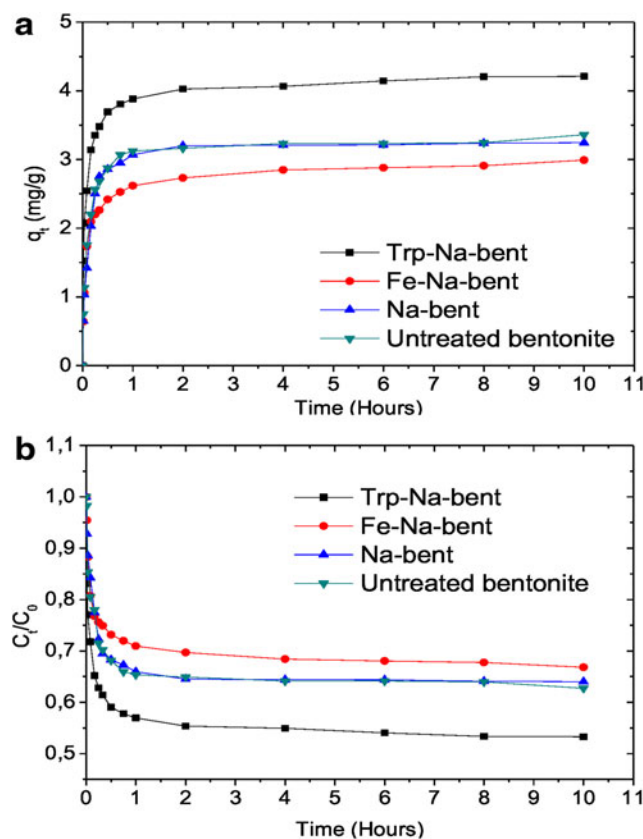 a
5
4
3
2
1
0
qt (mg/g)
Trp-Na-bent
Fe-Na-bent
Na-bent
Untreated bentonite
0 1 2 3 4 5 6 7 8 9 10 11
Time (Hours)
b
1,1
1,0
0,9
0,8
0,7
0,6
0,5
Ct/C0
Trp-Na-bent
Fe-Na-bent
Na-bent
Untreated bentonite
0 1 2 3 4 5 6 7 8 9 10 11
Time (Hours)